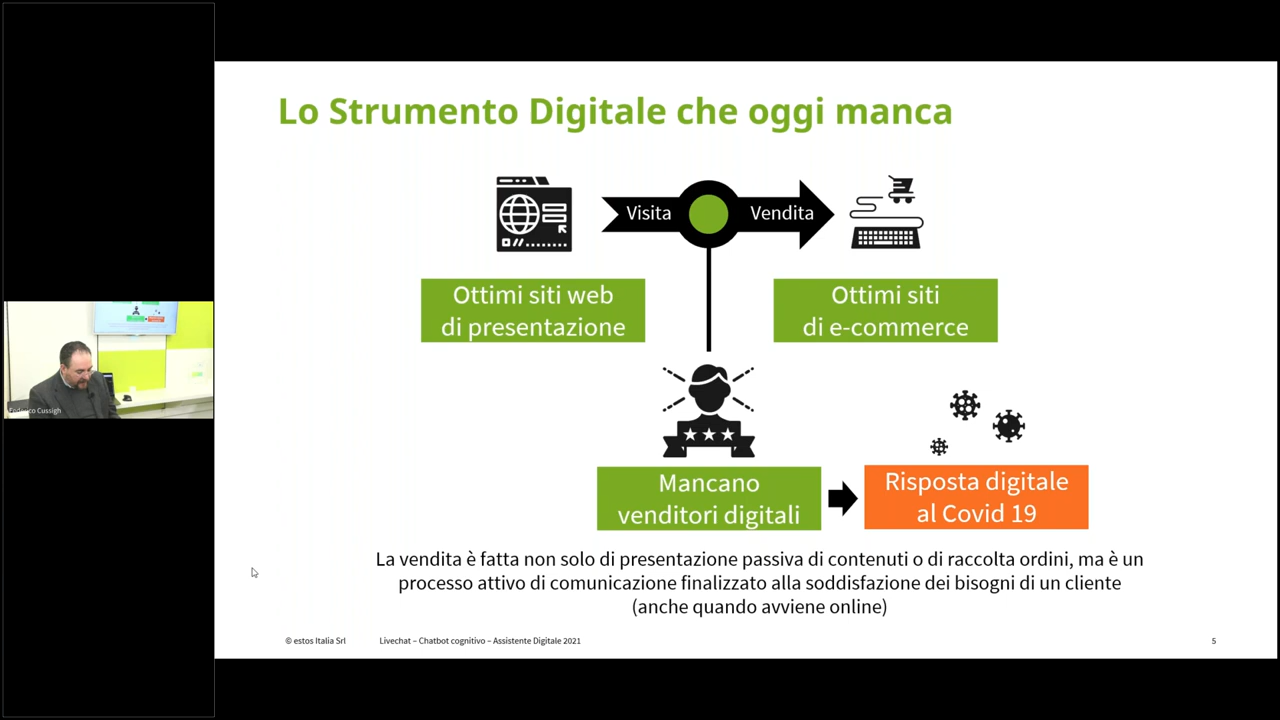 Lo Strumento Digitale che oggi manca
Visita
Vendita
Ottimi siti web
di presentazione
Ottimi siti
di e-commerce
Mancano
venditori digitali
Risposta digitale
al Covid 19
La vendita è fatta non solo di presentazione passiva di contenuti o di raccolta ordini, ma è un
processo attivo di comunicazione finalizzato alla soddisfazione dei bisogni di un cliente
(anche quando avviene online)
© estos Italia Srl
Livechat – Chatbot cognitivo – Assistente Digitale 2021
5
Federico Cussigh